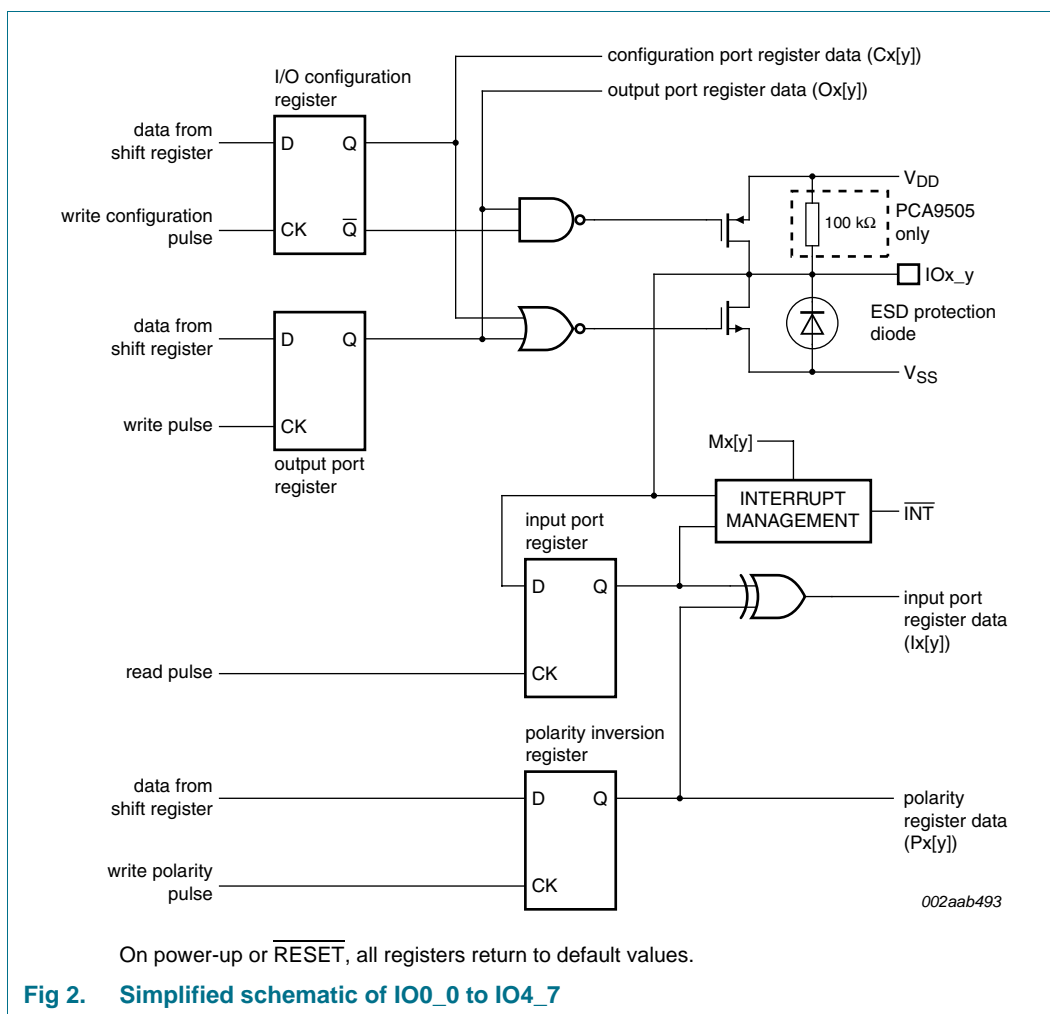 configuration port register data (Cx[y])
output port register data (Ox[y])
I/O configuration
register
data from
shift register
D Q
write configuration
pulse
CK Q̅
VDD
100 kΩ
PCA9505
only
IOx_y
ESD protection
diode
VSS
data from
shift register
D Q
write pulse
CK
output port
register
Mx[y]
INTERRUPT
MANAGEMENT
I̅N̅T̅
input port
register
D Q
input port
register data
(Ix[y])
read pulse
CK
polarity inversion
register
data from
shift register
D Q
polarity
register data
(Px[y])
write polarity
pulse
CK
002aab493
On power-up or R̅E̅S̅E̅T̅, all registers return to default values.
Fig 2. Simplified schematic of IO0_0 to IO4_7